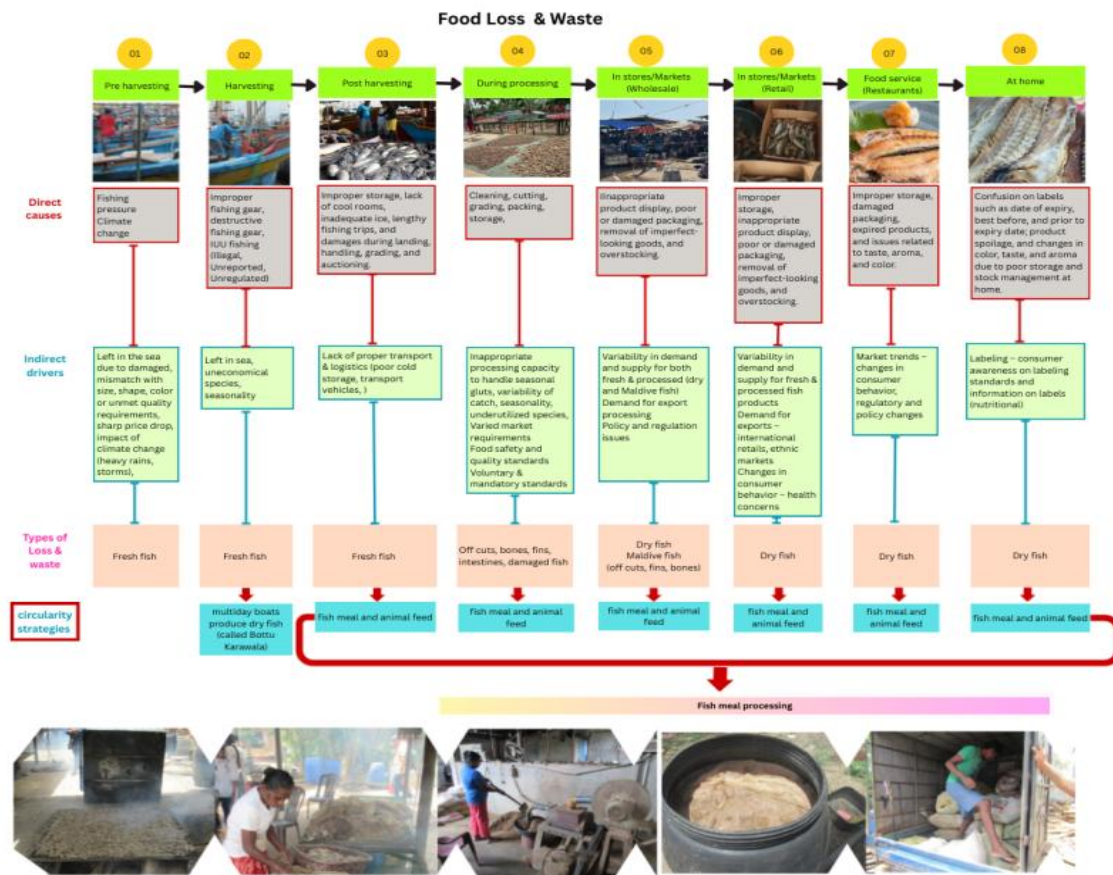 Food Loss & Waste
01
02
03
04
05
06
07
08
Pre harvesting
Harvesting
Post harvesting
During processing
In stores/Markets
(Wholesale)
In stores/Markets
(Retail)
Food service
(Restaurants)
At home
Direct
causes
Fishing
pressure
Climate
change
Improper
fishing gear,
destructive
fishing gear,
IUU fishing
(Illegal,
Unreported,
Unregulated)
Improper storage, lack
of cool rooms,
inadequate ice, lengthy
fishing trips, and
damages during landing,
handling, grading, and
auctioning.
Cleaning, cutting,
grading, packing,
storage,
IInappropriate
product display, poor
or damaged packaging,
removal of imperfect-
looking goods, and
overstocking.
Improper
storage,
inappropriate
product display,
poor or damaged
packaging,
removal of
imperfect-looking
goods, and
overstocking.
Improper storage,
damaged
packaging,
expired products,
and issues related
to taste, aroma,
and color.
Confusion on labels
such as date of expiry,
best before, and prior to
expiry date; product
spoilage, and changes in
color, taste, and aroma
due to poor storage and
stock management at
home.
Indirect
drivers
Left in the sea
due to damaged,
mismatch with
size, shape, color
or unmet quality
requirements,
sharp price drop,
impact of
climate change
(heavy rains,
storms),
Left in sea,
uneconomical
species,
seasonality
Lack of proper transport
& logistics (poor cold
storage, transport
vehicles, )
Inappropriate
processing capacity
to handle seasonal
gluts, variability of
catch, seasonality,
underutilized species,
Varied market
requirements
Food safety and
quality standards
Voluntary &
mandatory standards
Variability in demand
and supply for both
fresh & processed (dry
and Maldive fish)
Demand for export
processing
Policy and regulation
issues
Variability in
demand and
supply for fresh &
processed fish
products
Demand for
exports –
international
retails, ethnic
markets
Changes in
consumer
behavior – health
concerns
Market trends –
changes in
consumer
behavior,
regulatory and
policy changes
Labeling – consumer
awareness on labeling
standards and
information on labels
(nutritional)
Types of
Loss &
waste
Fresh fish
Fresh fish
Fresh fish
Off cuts, bones, fins,
intestines, damaged fish
Dry fish
Maldive fish
(off cuts, fins, bones)
Dry fish
Dry fish
Dry fish
circularity
strategies
multiday boats
produce dry fish
(called Bottu
Karawala)
fish meal and animal feed
fish meal and animal
feed
fish meal and animal
feed
fish meal and
animal feed
fish meal and
animal feed
fish meal and animal feed
Fish meal processing